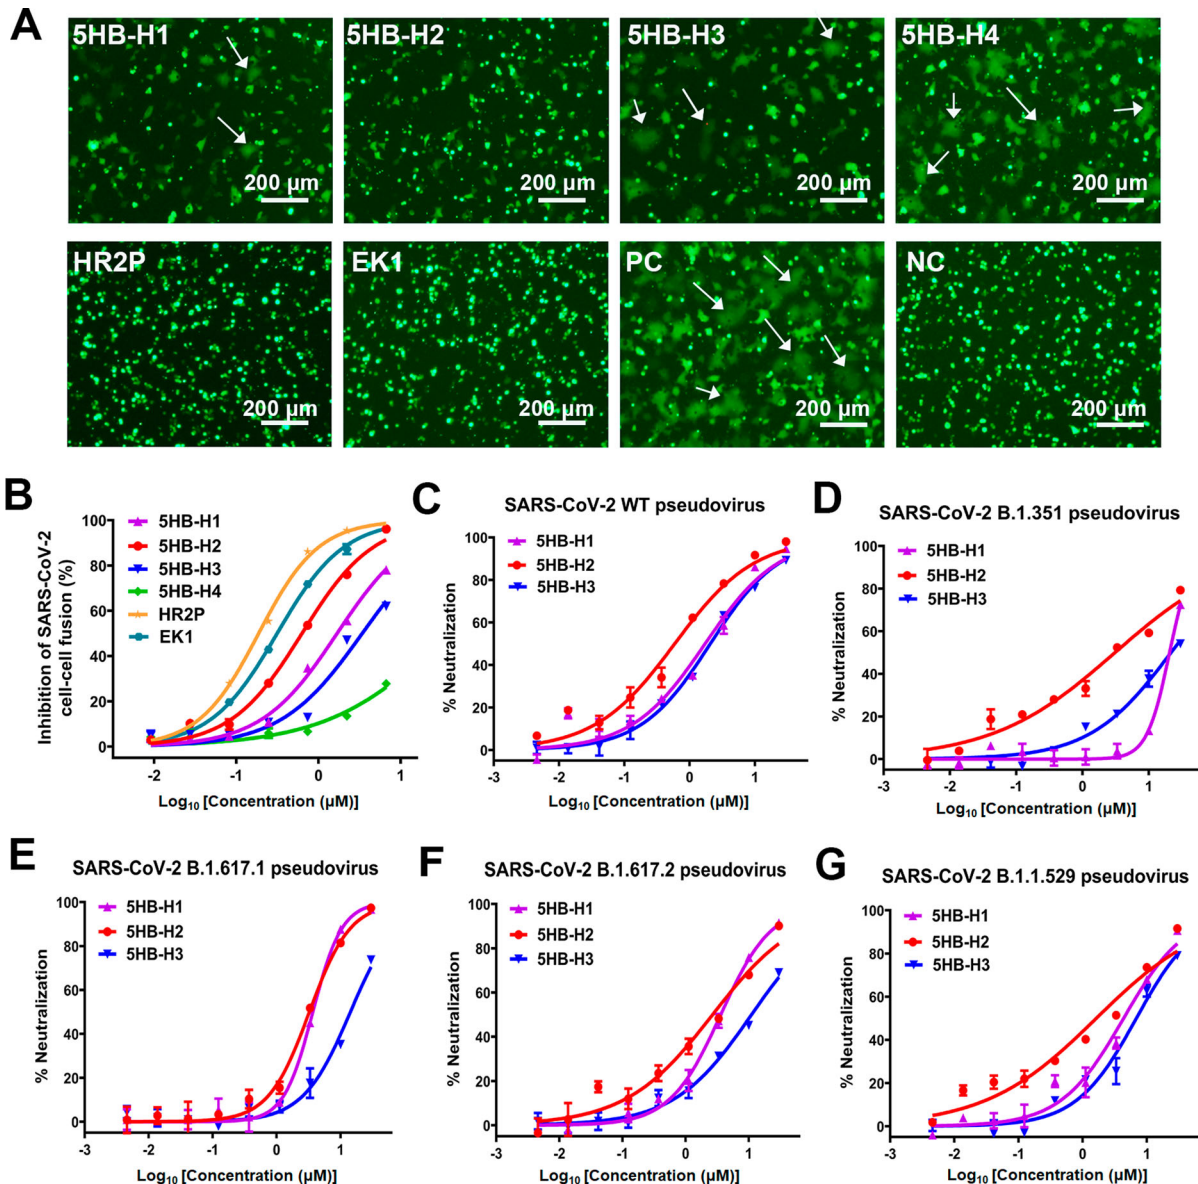 A
5HB-H1
5HB-H2
5HB-H3
5HB-H4
200 μm
200 μm
200 μm
200 μm
HR2P
EK1
PC
NC
200 μm
200 μm
200 μm
200 μm
B
Inhibition of SARS-CoV-2
cell-cell fusion (%)
100
80
60
40
20
0
5HB-H1
5HB-H2
5HB-H3
5HB-H4
HR2P
EK1
-2
-1
0
1
Log10 [Concentration (μM)]
C
SARS-CoV-2 WT pseudovirus
% Neutralization
100
80
60
40
20
0
5HB-H1
5HB-H2
5HB-H3
-3
-2
-1
0
1
2
Log10 [Concentration (μM)]
D
SARS-CoV-2 B.1.351 pseudovirus
% Neutralization
100
80
60
40
20
0
5HB-H1
5HB-H2
5HB-H3
-3
-2
-1
0
1
2
Log10 [Concentration (μM)]
E
SARS-CoV-2 B.1.617.1 pseudovirus
% Neutralization
100
80
60
40
20
0
5HB-H1
5HB-H2
5HB-H3
-3
-2
-1
0
1
2
Log10 [Concentration (μM)]
F
SARS-CoV-2 B.1.617.2 pseudovirus
% Neutralization
100
80
60
40
20
0
5HB-H1
5HB-H2
5HB-H3
-3
-2
-1
0
1
2
Log10 [Concentration (μM)]
G
SARS-CoV-2 B.1.1.529 pseudovirus
% Neutralization
100
80
60
40
20
0
5HB-H1
5HB-H2
5HB-H3
-3
-2
-1
0
1
2
Log10 [Concentration (μM)]